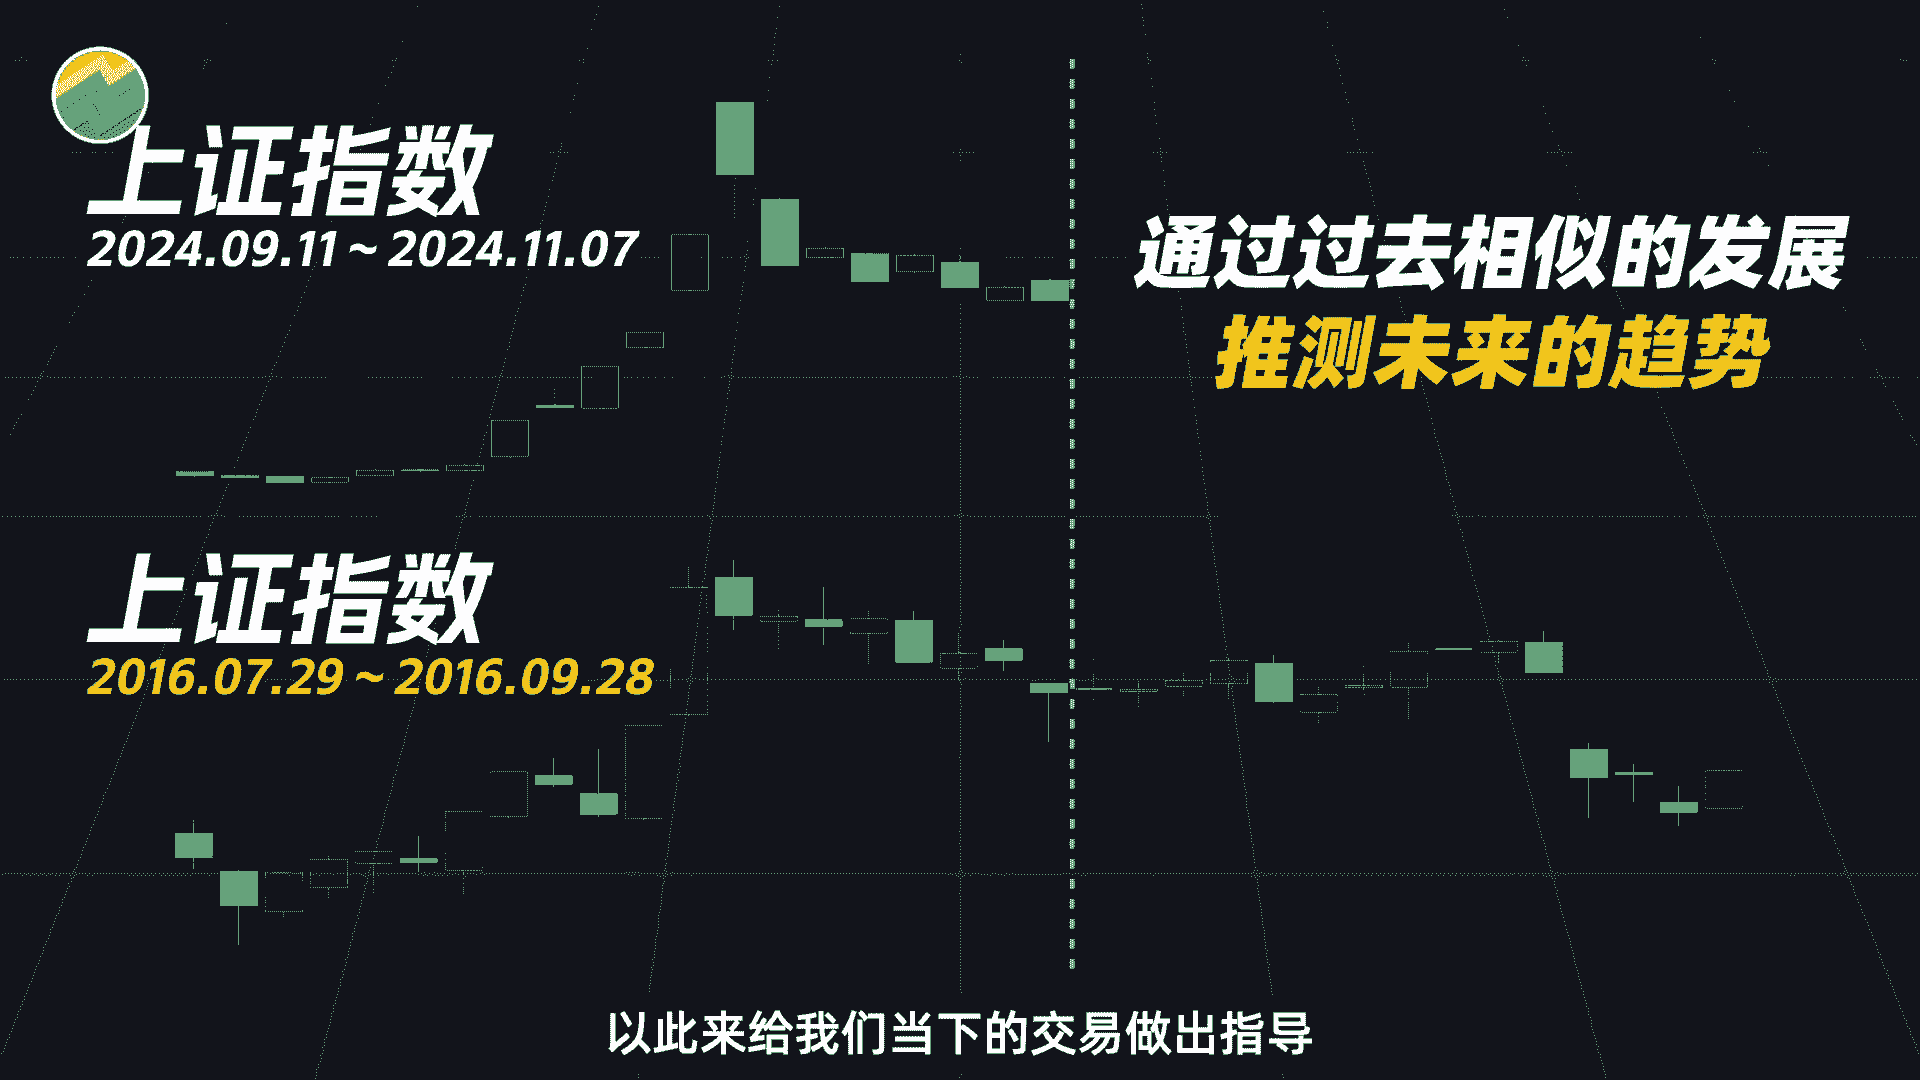 上证指数
2024.09.11 ~ 2024.11.07
通过过去相似的发展
推测未来的趋势
上证指数
2016.07.29 ~ 2016.09.28
以此来给我们当下的交易做出指导